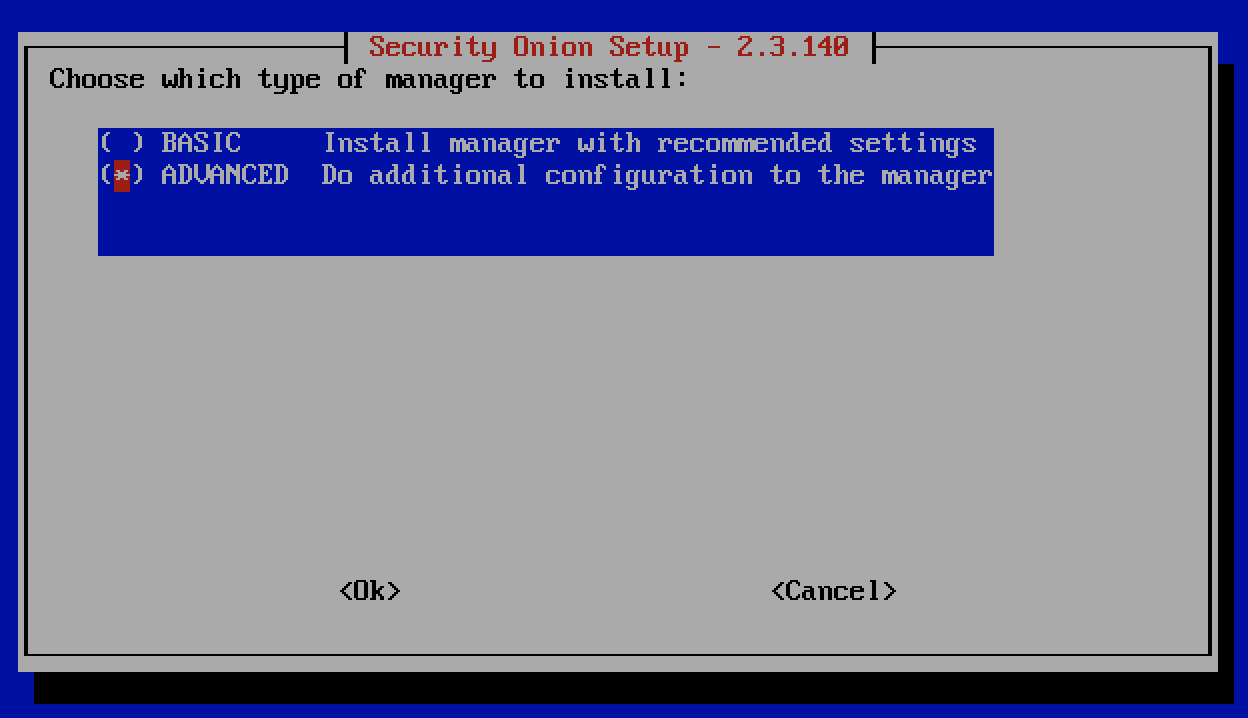 Security Onion Setup - 2.3.140
Choose which type of manager to install:
( ) BASIC Install manager with recommended settings
(*) ADVANCED Do additional configuration to the manager
<Ok> <Cancel>